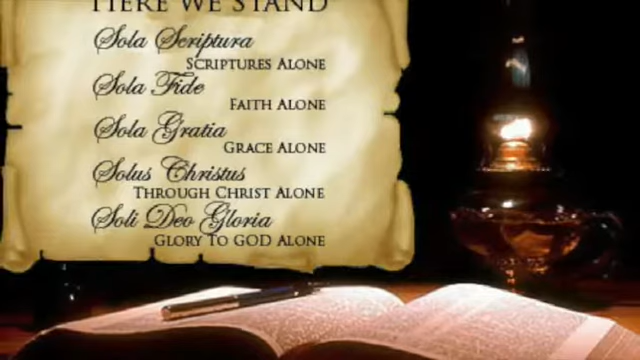 HERE WE STAND
Sola Scriptura
SCRIPTURES ALONE
Sola Fide
FAITH ALONE
Sola Gratia
GRACE ALONE
Solus Christus
THROUGH CHRIST ALONE
Soli Deo Gloria
GLORY TO GOD ALONE